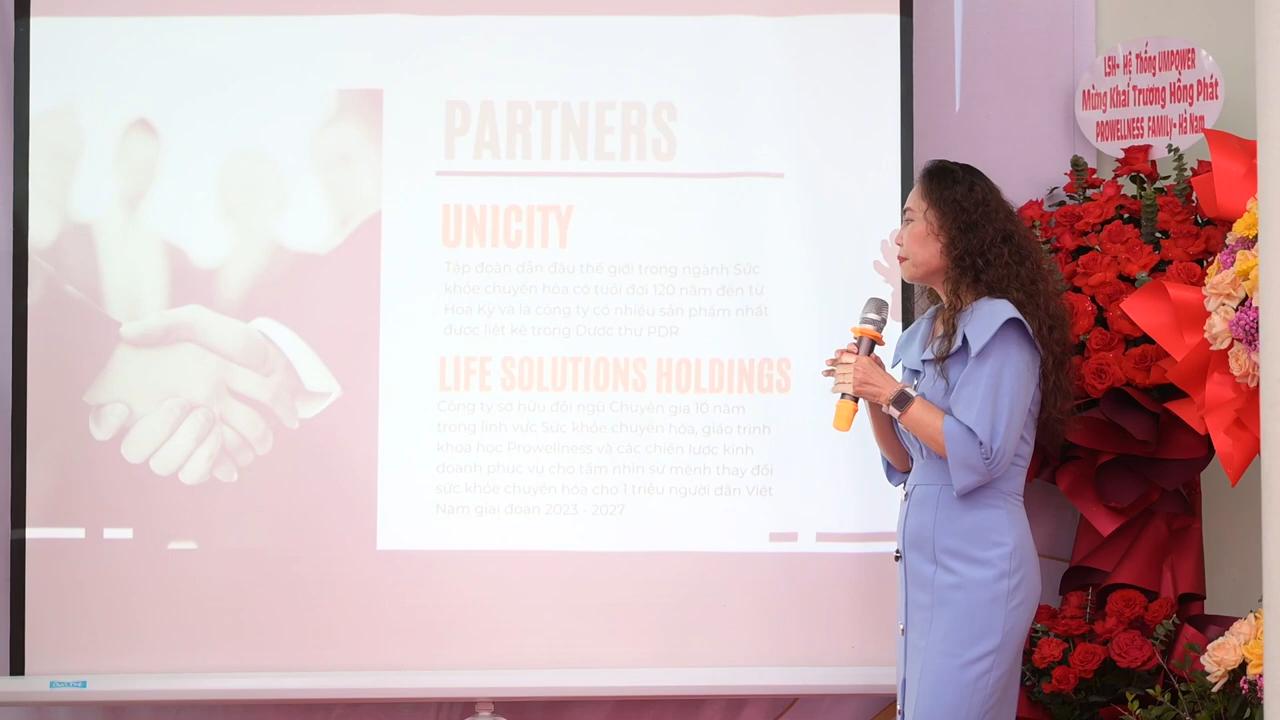 PARTNERS
UNICITY
Tập đoàn dẫn đầu thế giới trong ngành Sức
khỏe chuyển hóa có tuổi đời 120 năm đến từ
Hoa Kỳ và là công ty có nhiều sản phẩm nhất
được liệt kê trong Dược thư PDR
LIFE SOLUTIONS HOLDINGS
Công ty sở hữu đội ngũ Chuyên gia 10 năm
trong lĩnh vực Sức khỏe chuyển hóa, giáo trình
khoa học Prowellness và các chiến lược kinh
doanh phục vụ cho tầm nhìn sứ mệnh thay đổi
sức khỏe chuyển hóa cho 1 triệu người dân Việt
Nam giai đoạn 2023 - 2027
LSH- Hệ Thống UMPOWER
Mừng Khai Trương Hồng Phát
PROWELLNESS FAMILY- Hà Nam